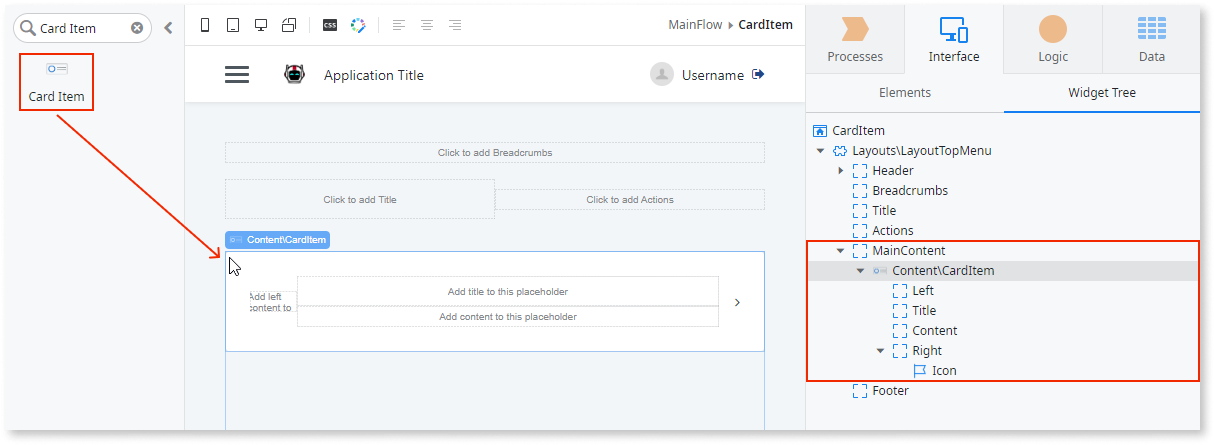 Card Item
Card Item
CSS
MainFlow CardItem
Application Title
Username
Click to add Breadcrumbs
Click to add Title
Click to add Actions
Content\CardItem
Add left
content to
Add title to this placeholder
Add content to this placeholder
Processes
Interface
Logic
Data
Elements
Widget Tree
CardItem
Layouts\LayoutTopMenu
Header
Breadcrumbs
Title
Actions
MainContent
Content\CardItem
Left
Title
Content
Right
Icon
Footer